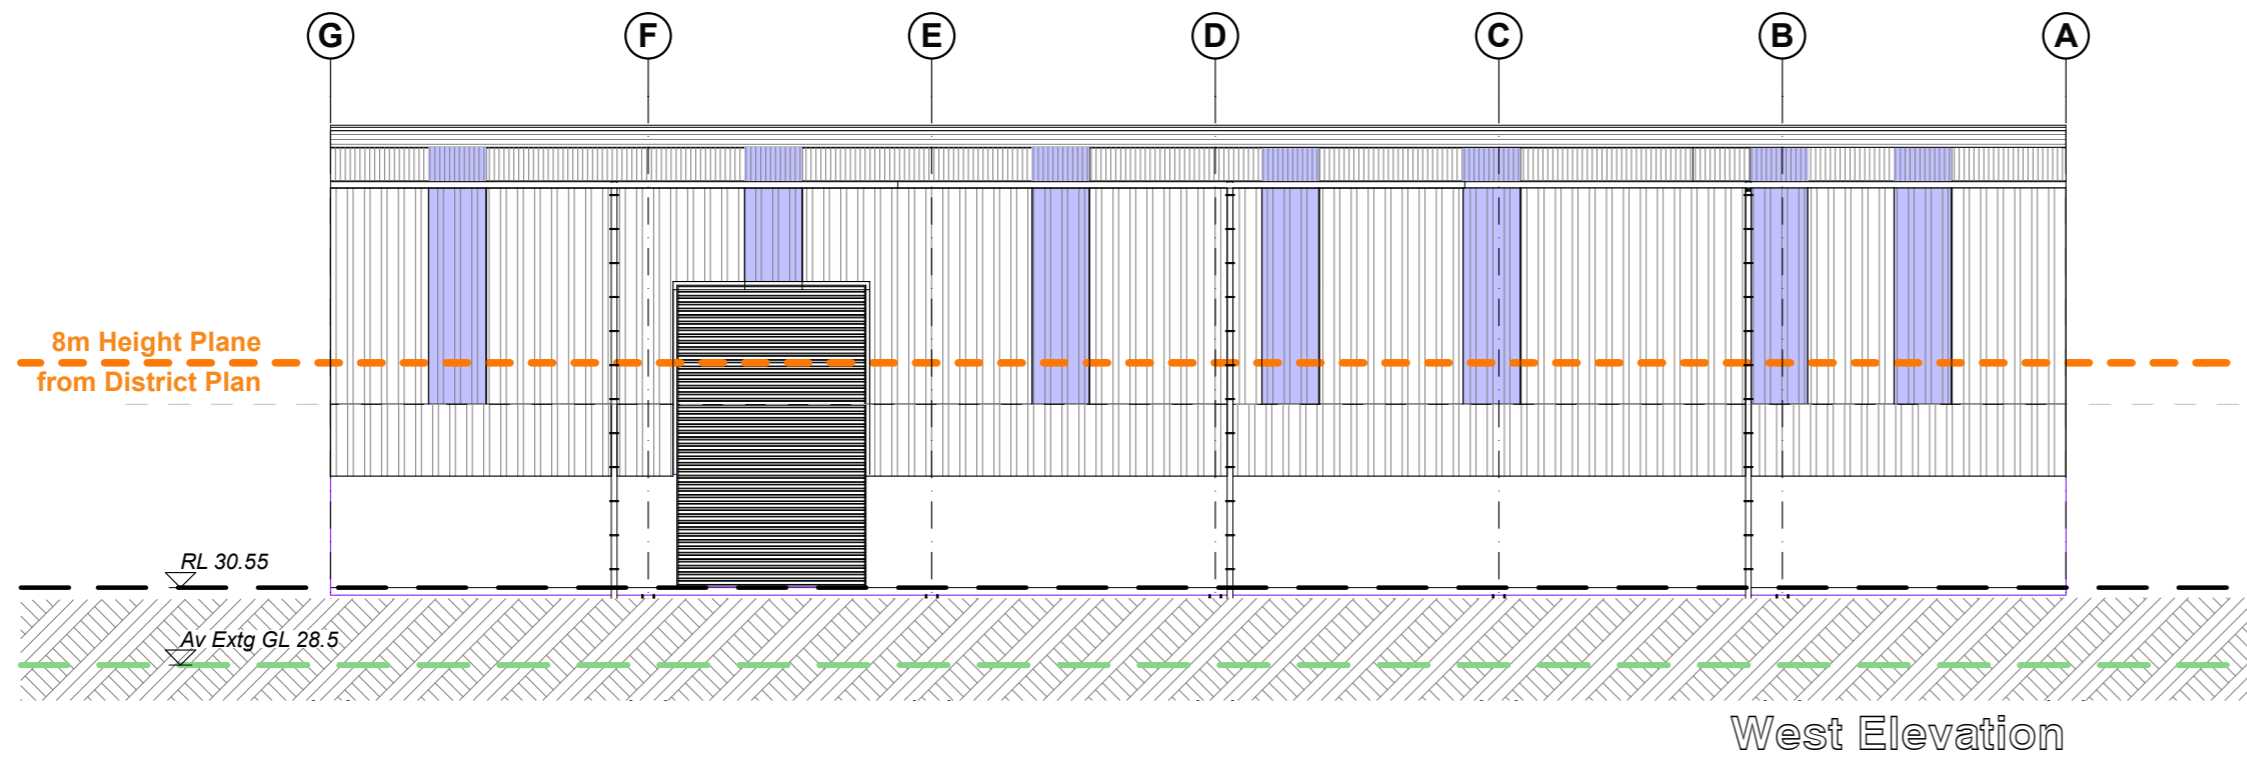 G F E D C B A
8m Height Plane
from District Plan
RL 30.55
Av Extg GL 28.5
West Elevation